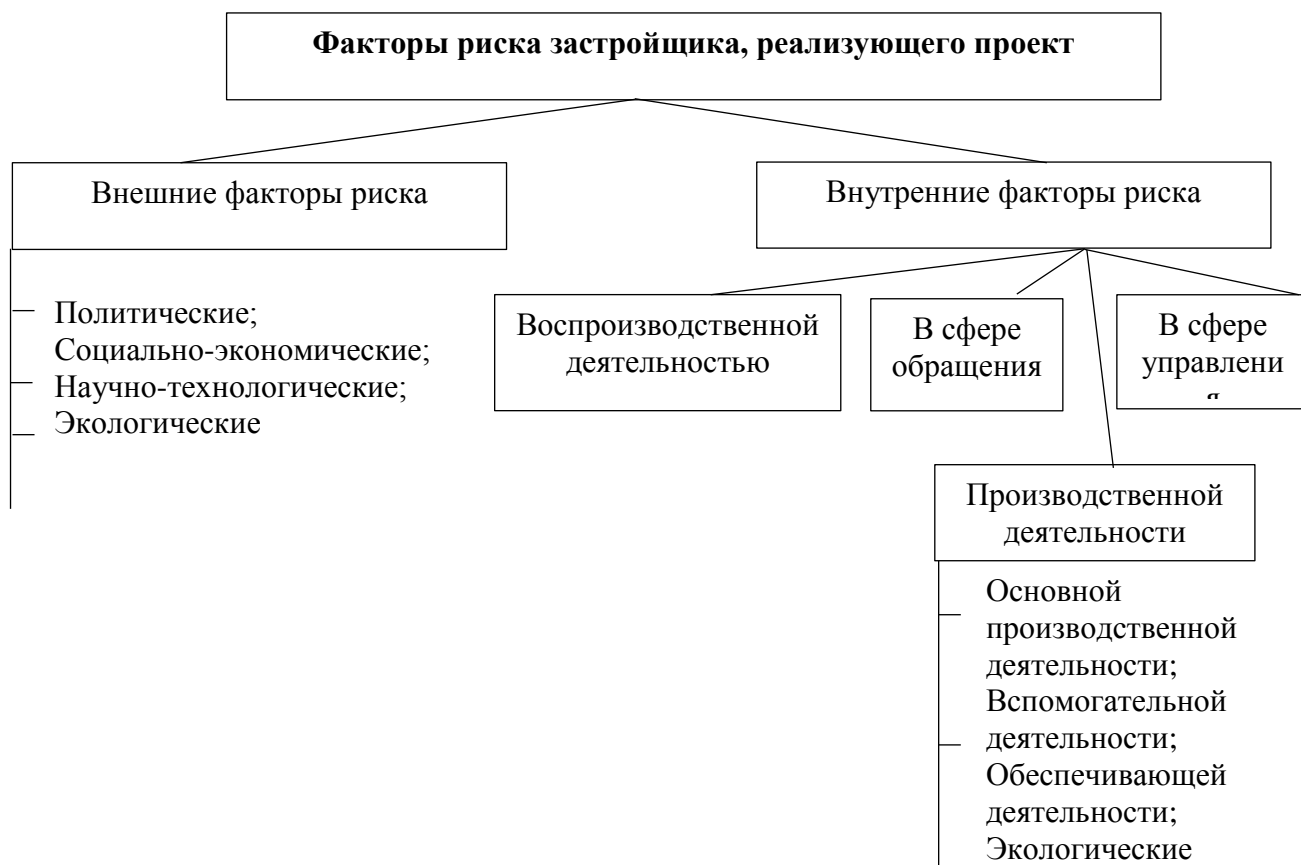 Факторы риска застройщика, реализующего проект
Внешние факторы риска
Внутренние факторы риска
Политические;
Социально-экономические;
Научно-технологические;
Экологические
Воспроизводственной
деятельностью
В сфере
обращения
В сфере
управлени
я
Производственной
деятельности
Основной
производственной
деятельности;
Вспомогательной
деятельности;
Обеспечивающей
деятельности;
Экологические